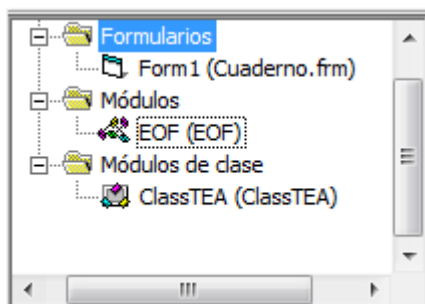 Formularios
Form1 (Cuaderno.frm)
Módulos
EOF (EOF)
Módulos de clase
ClassTEA (ClassTEA)